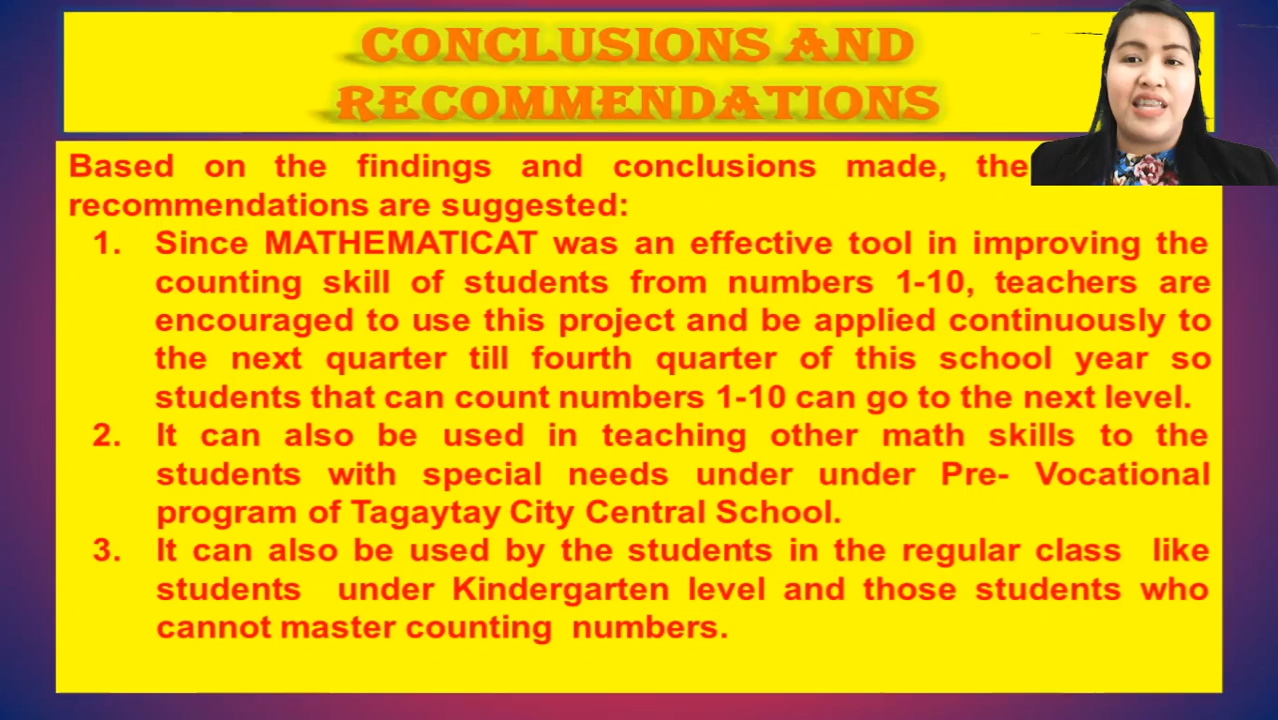 CONCLUSIONS AND
RECOMMENDATIONS
Based on the findings and conclusions made, the
recommendations are suggested:
1. Since MATHEMATICAT was an effective tool in improving the
counting skill of students from numbers 1-10, teachers are
encouraged to use this project and be applied continuously to
the next quarter till fourth quarter of this school year so
students that can count numbers 1-10 can go to the next level.
2. It can also be used in teaching other math skills to the
students with special needs under under Pre- Vocational
program of Tagaytay City Central School.
3. It can also be used by the students in the regular class like
students under Kindergarten level and those students who
cannot master counting numbers.